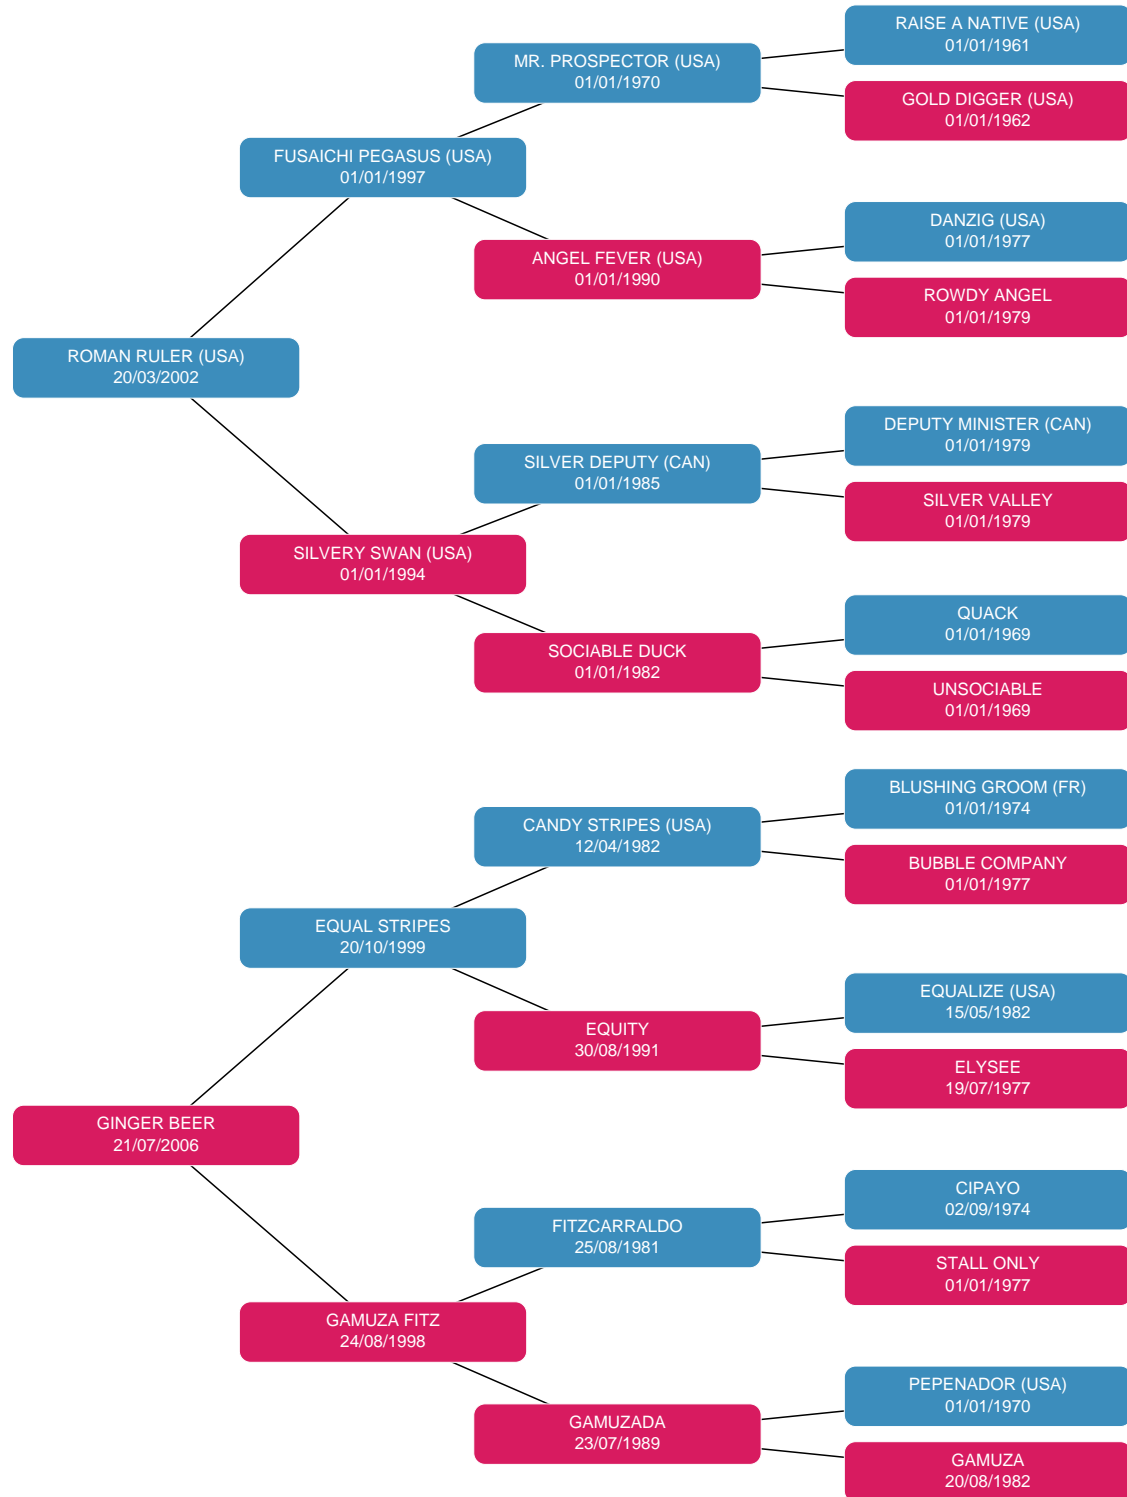 RAISE A NATIVE (USA)
01/01/1961
MR. PROSPECTOR (USA)
01/01/1970
GOLD DIGGER (USA)
01/01/1962
FUSAICHI PEGASUS (USA)
01/01/1997
DANZIG (USA)
01/01/1977
ANGEL FEVER (USA)
01/01/1990
ROWDY ANGEL
01/01/1979
ROMAN RULER (USA)
20/03/2002
DEPUTY MINISTER (CAN)
01/01/1979
SILVER DEPUTY (CAN)
01/01/1985
SILVER VALLEY
01/01/1979
SILVERY SWAN (USA)
01/01/1994
QUACK
01/01/1969
SOCIABLE DUCK
01/01/1982
UNSOCIABLE
01/01/1969
BLUSHING GROOM (FR)
01/01/1974
CANDY STRIPES (USA)
12/04/1982
BUBBLE COMPANY
01/01/1977
EQUAL STRIPES
20/10/1999
EQUALIZE (USA)
15/05/1982
EQUITY
30/08/1991
ELYSEE
19/07/1977
GINGER BEER
21/07/2006
CIPAYO
02/09/1974
FITZCARRALDO
25/08/1981
STALL ONLY
01/01/1977
GAMUZA FITZ
24/08/1998
PEPENADOR (USA)
01/01/1970
GAMUZADA
23/07/1989
GAMUZA
20/08/1982